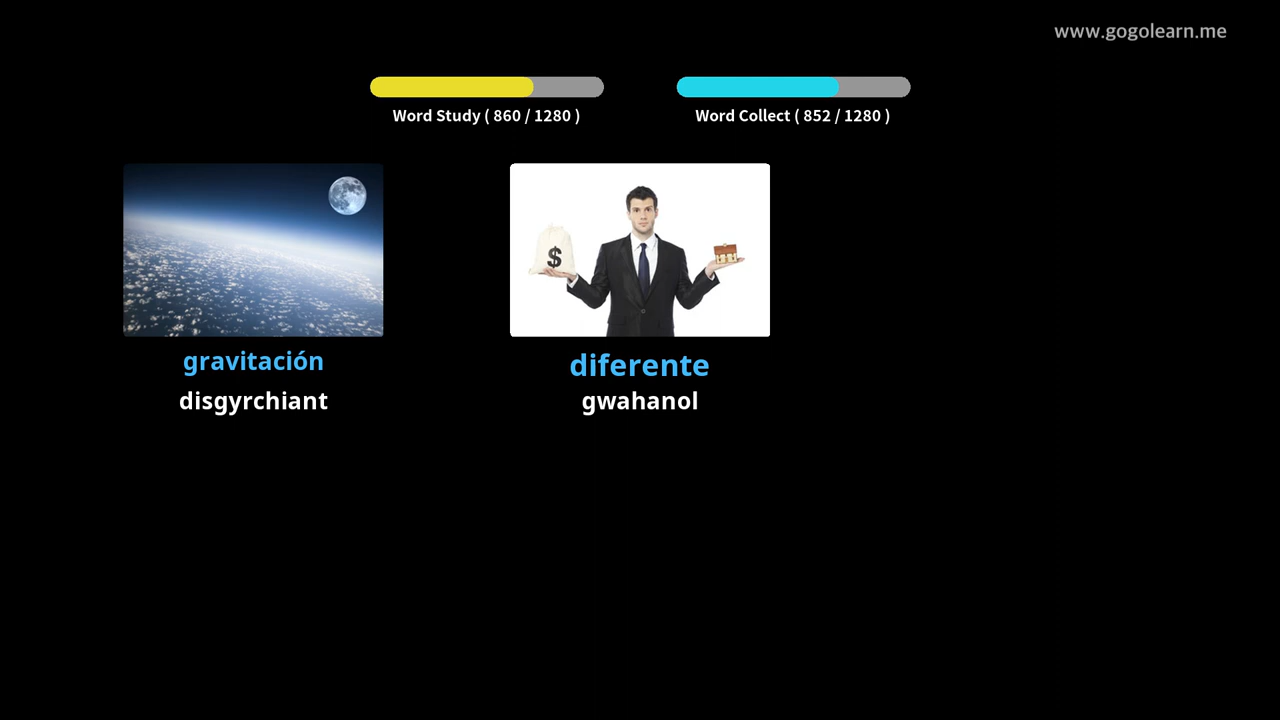 www.gogolearn.me
Word Study ( 860 / 1280 )
Word Collect ( 852 / 1280 )
$
gravitación
disgyrchiant
diferente
gwahanol